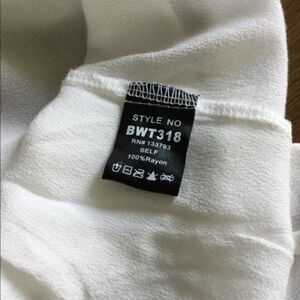 STYLE NO
BWT318
RN# 133793
SELF
100%Rayon